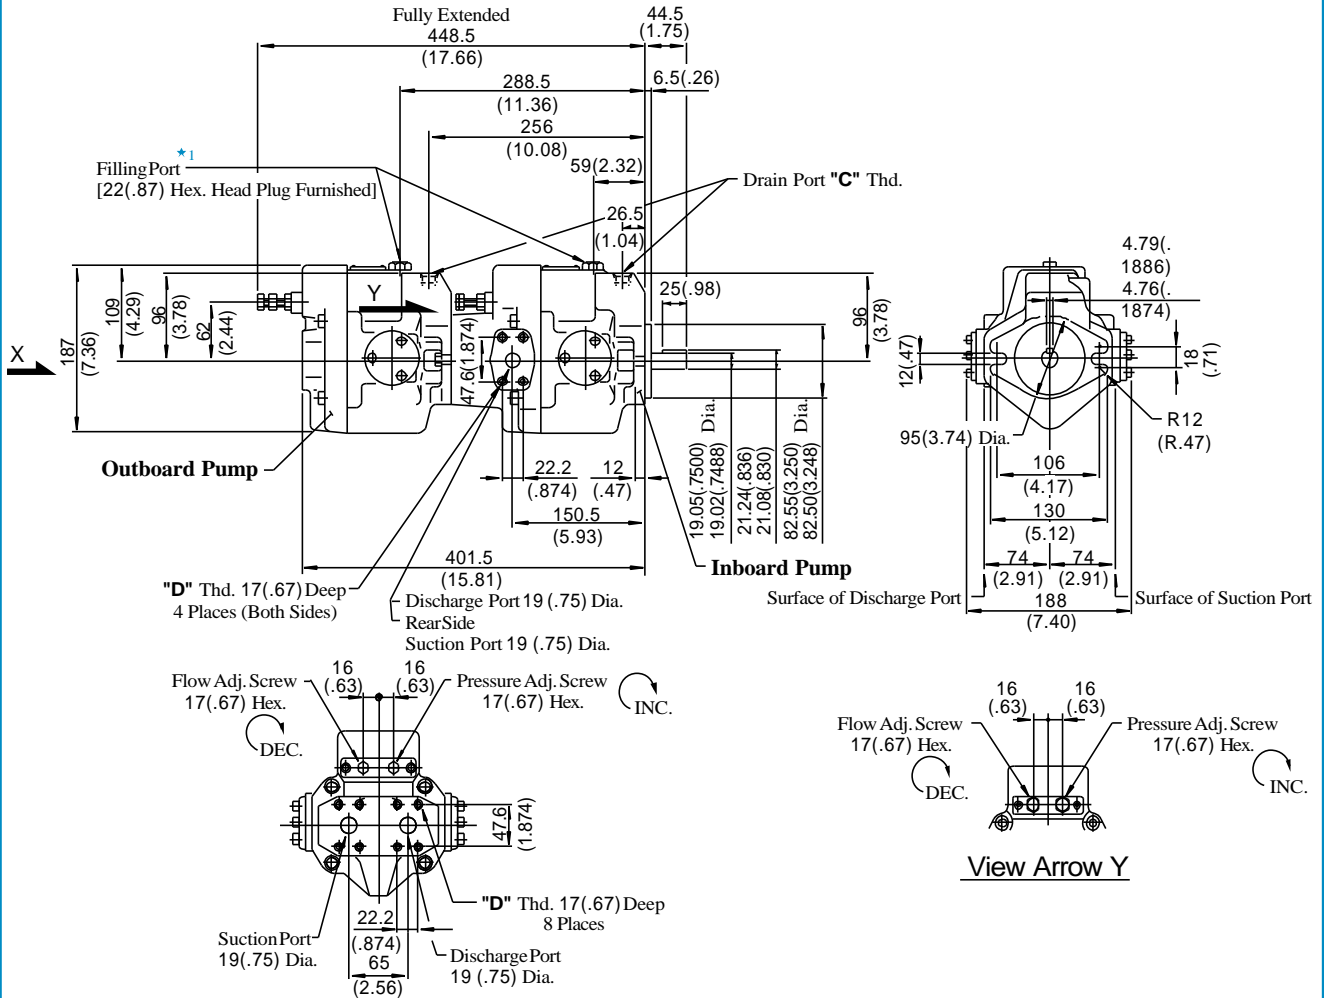 Fully Extended
448.5
(17.66)
44.5
(1.75)
288.5
(11.36)
6.5(.26)
256
(10.08)
★1
Filling Port
[22(.87) Hex. Head Plug Furnished]
59(2.32)
Drain Port "C" Thd.
26.5
(1.04)
25(.98)
4.79(.
1886)
4.76(.
1874)
X
187
(7.36)
109
(4.29)
96
(3.78)
62
(2.44)
Y
47.6(1.874)
96
(3.78)
12(.47)
18
(.71)
R12
(R.47)
95(3.74) Dia.
Outboard Pump
22.2
(.874)
12
(.47)
150.5
(5.93)
401.5
(15.81)
19.05(.7500)
19.02(.7488) Dia.
21.24(.836)
21.08(.830)
82.55(3.250)
82.50(3.248) Dia.
Inboard Pump
106
(4.17)
130
(5.12)
74
(2.91)
74
(2.91)
Surface of Discharge Port
188
(7.40)
Surface of Suction Port
"D" Thd. 17(.67) Deep
4 Places (Both Sides)
Discharge Port 19 (.75) Dia.
Rear Side
Suction Port 19 (.75) Dia.
Flow Adj. Screw
17(.67) Hex.
DEC.
16
(.63)
16
(.63)
Pressure Adj. Screw
17(.67) Hex.
INC.
47.6
(1.874)
"D" Thd. 17(.67) Deep
8 Places
22.2
(.874)
65
(2.56)
Suction Port
19(.75) Dia.
Discharge Port
19 (.75) Dia.
16
(.63)
16
(.63)
Flow Adj. Screw
17(.67) Hex.
DEC.
Pressure Adj. Screw
17(.67) Hex.
INC.
View Arrow Y